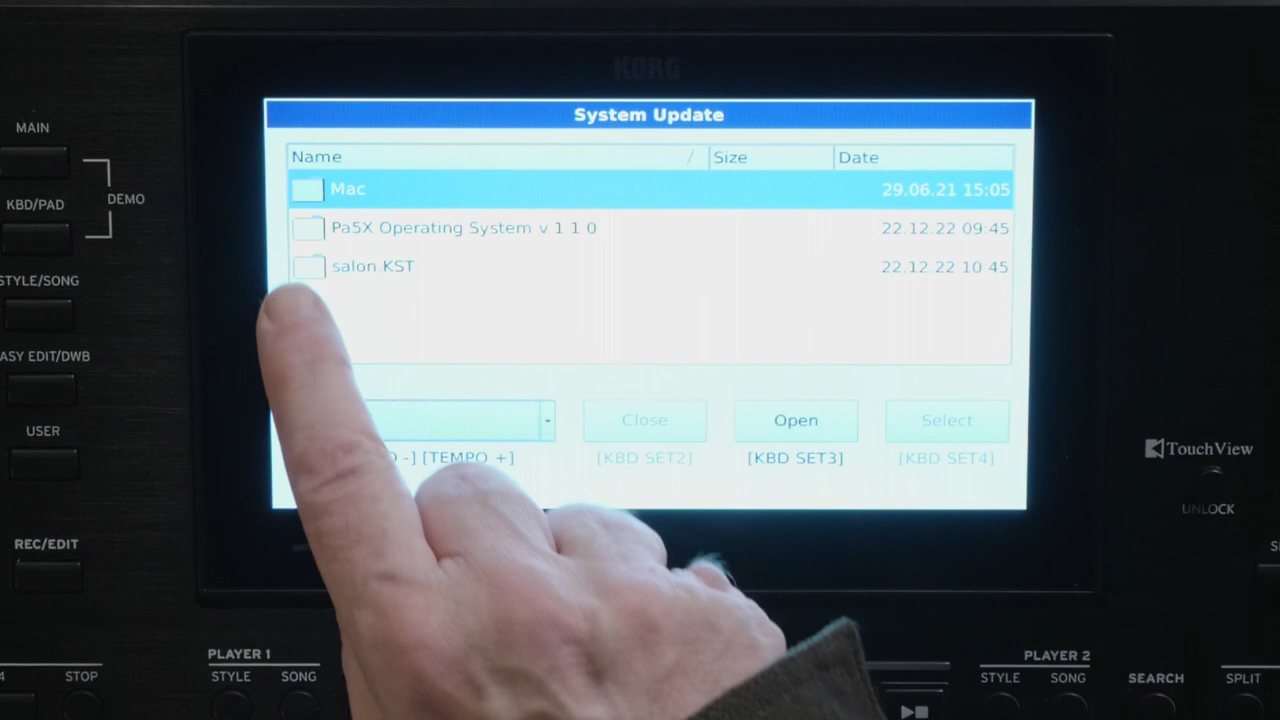 KORG
System Update
Name / Size Date
Mac 29.06.21 15:05
Pa5X Operating System v 1 1 0 22.12.22 09.45
salon KST 22.12.22 10.45
Close Open Select
-] [TEMPO +] [KBD SET2] [KBD SET3] [KBD SET4]
MAIN
DEMO
KBD/PAD
STYLE/SONG
ASY EDIT/DWB
USER
REC/EDIT
TouchView
UNLOCK
PLAYER 1
STOP STYLE SONG
PLAYER 2
STYLE SONG SEARCH SPLIT